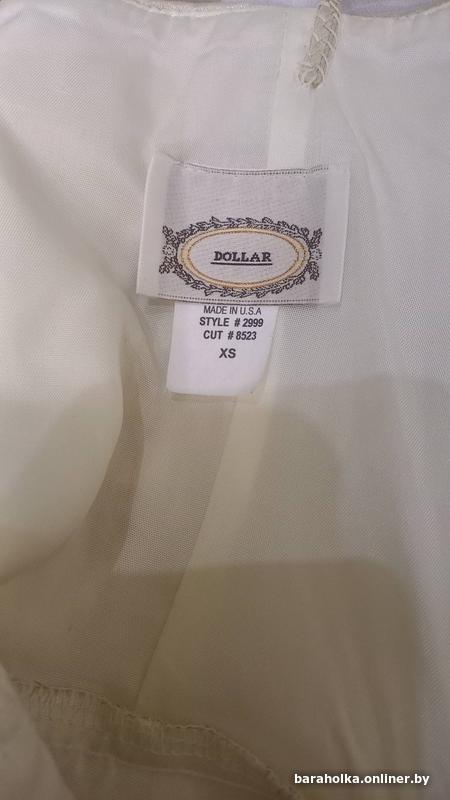 DOLLAR
MADE IN U.S.A
STYLE # 2999
CUT # 8523
XS
baraholka.onliner.by